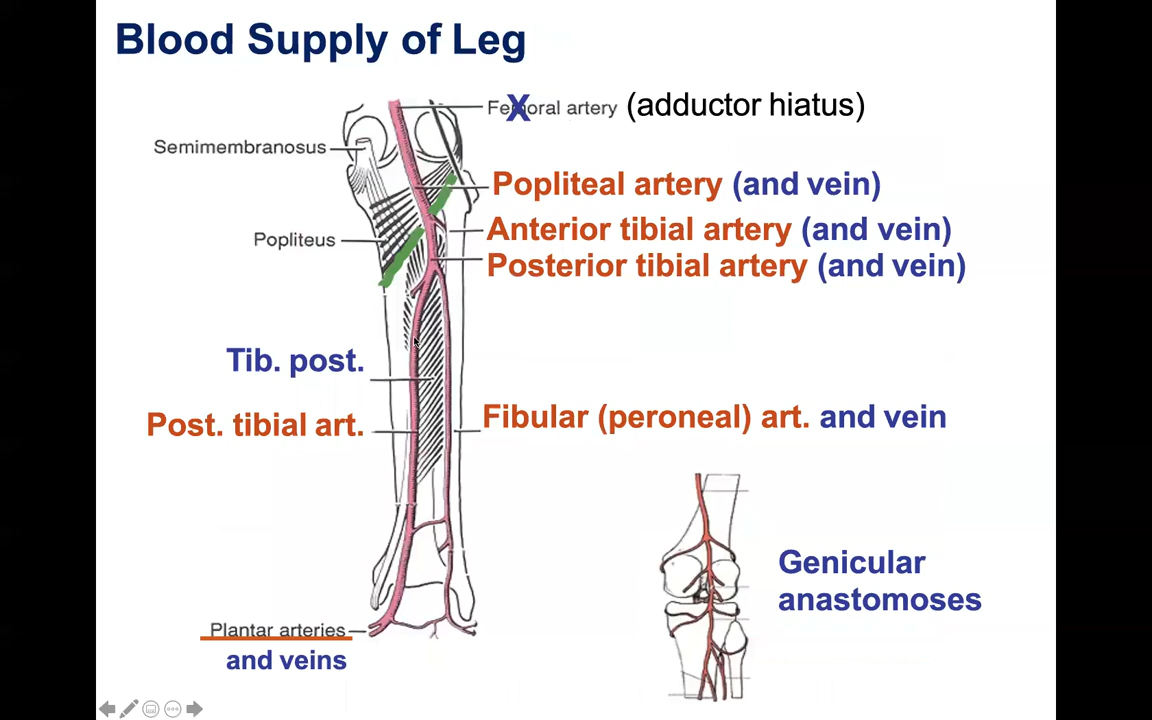 Blood Supply of Leg
Femoral artery (adductor hiatus)
X
Semimembranosus
Popliteal artery (and vein)
Anterior tibial artery (and vein)
Popliteus
Posterior tibial artery (and vein)
Tib. post.
Post. tibial art.
Fibular (peroneal) art. and vein
Genicular
anastomoses
Plantar arteries
and veins